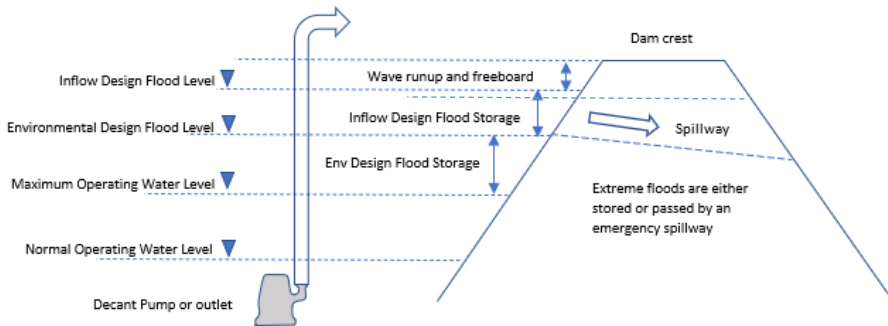 Dam crest
Inflow Design Flood Level
Wave runup and freeboard
Inflow Design Flood Storage
Environmental Design Flood Level
Spillway
Env Design Flood Storage
Maximum Operating Water Level
Extreme floods are either
stored or passed by an
emergency spillway
Normal Operating Water Level
Decant Pump or outlet